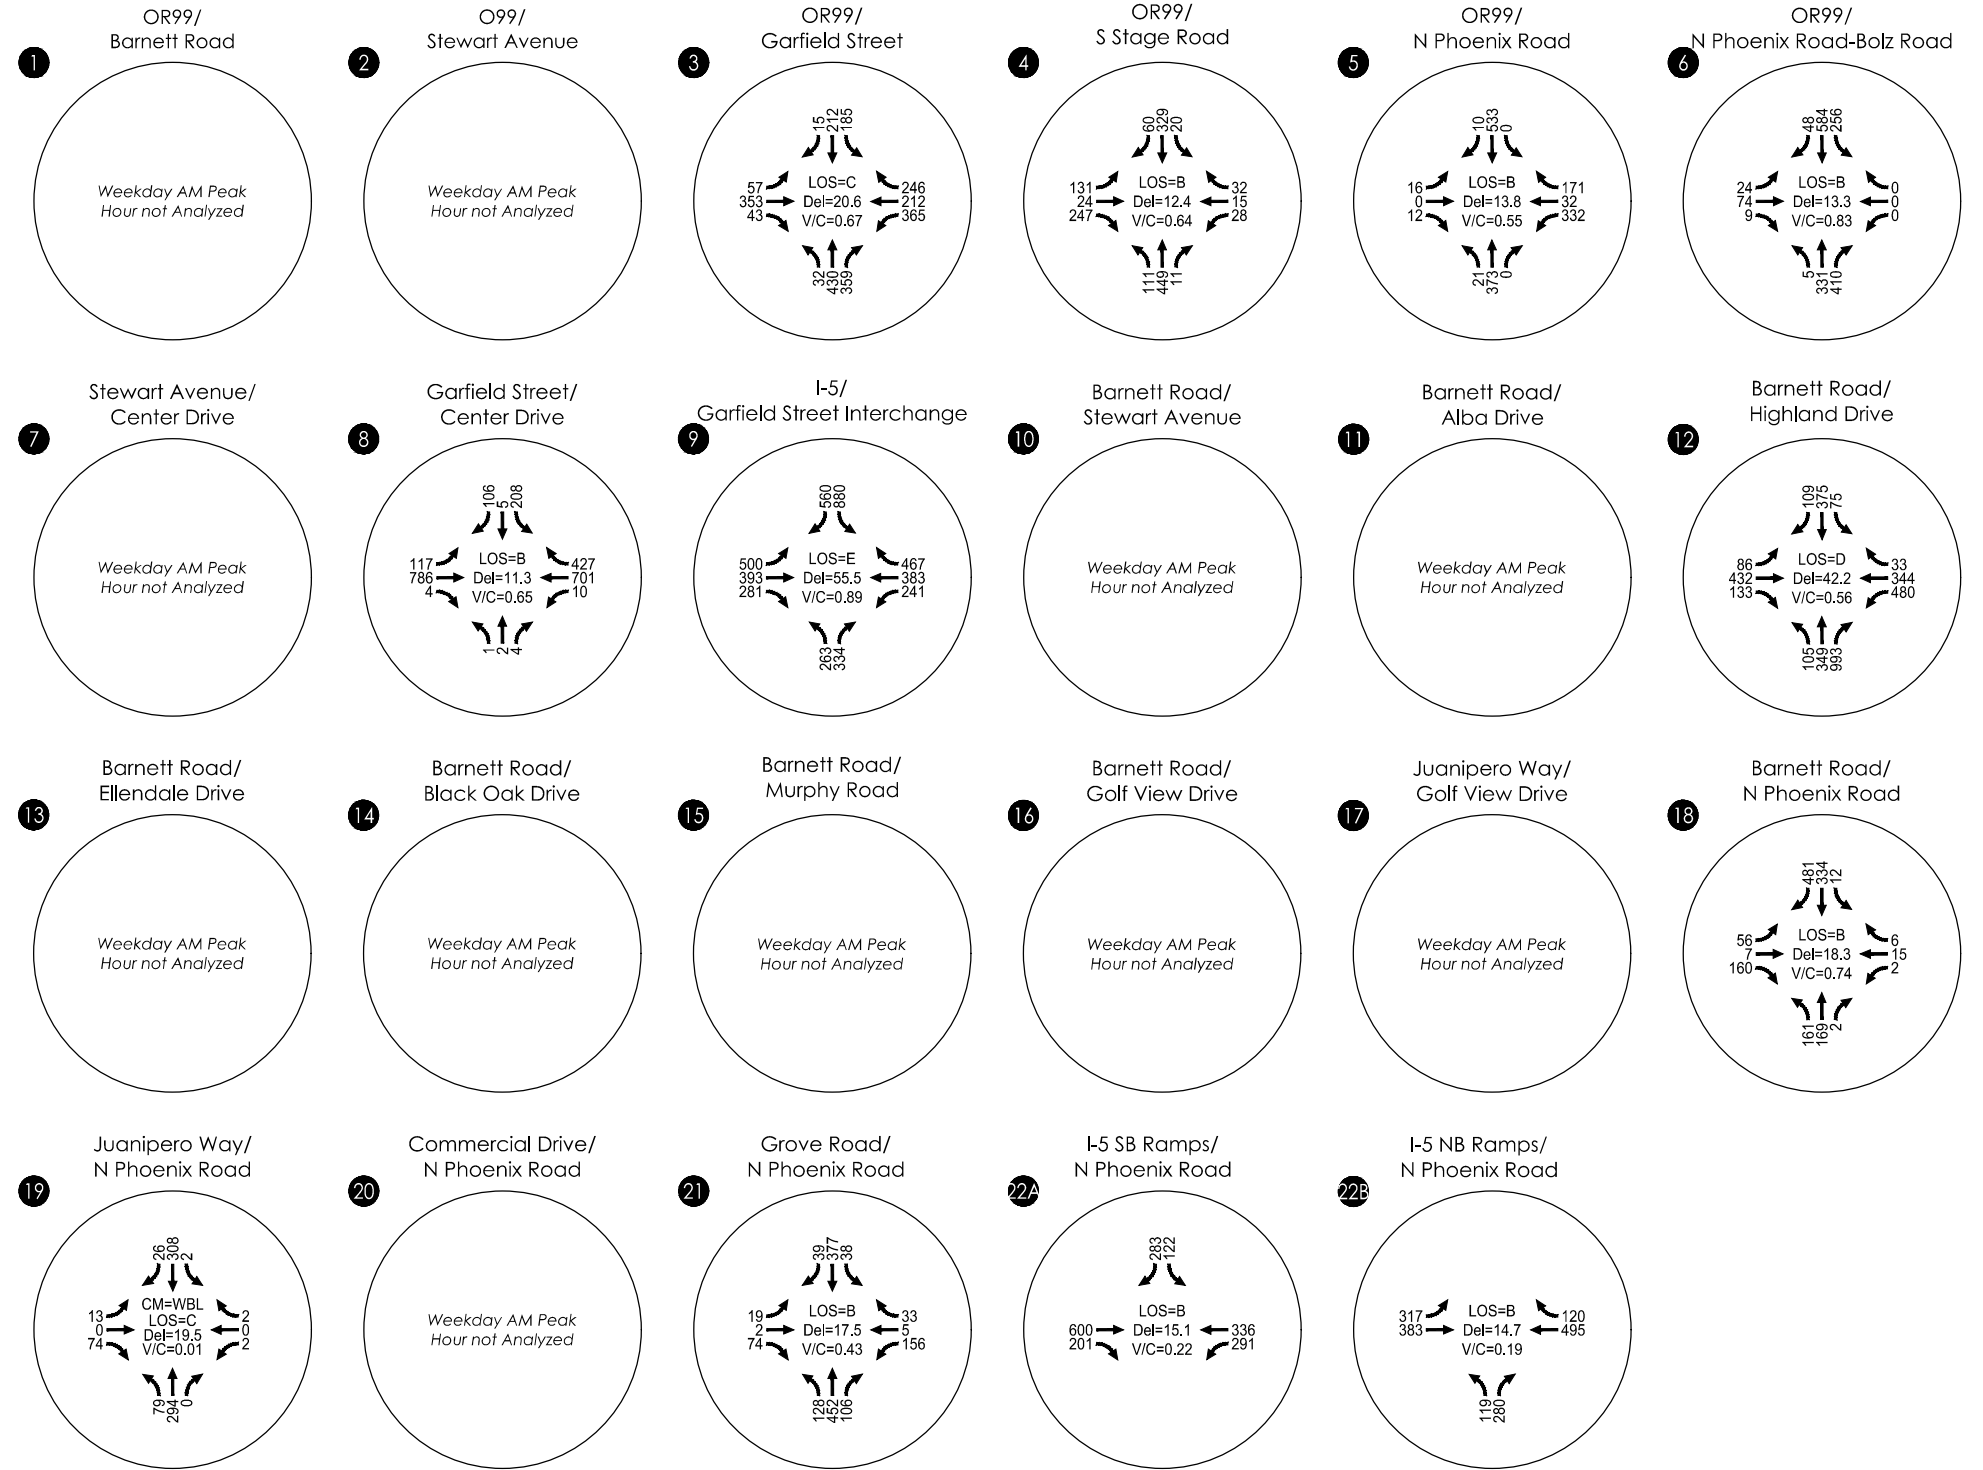 OR99/
Barnett Road
1
Weekday AM Peak
Hour not Analyzed
O99/
Stewart Avenue
2
Weekday AM Peak
Hour not Analyzed
OR99/
Garfield Street
3
15 212 185
57
353
43
LOS=C
Del=20.6
V/C=0.67
246
212
365
32 430 359
OR99/
S Stage Road
4
60 329 20
131
24
247
LOS=B
Del=12.4
V/C=0.64
32
15
28
111 449 11
OR99/
N Phoenix Road
5
10 533 0
16
0
12
LOS=B
Del=13.8
V/C=0.55
171
32
332
21 373 0
OR99/
N Phoenix Road-Bolz Road
6
48 584 256
24
74
9
LOS=B
Del=13.3
V/C=0.83
0
0
0
5 331 410
Stewart Avenue/
Center Drive
7
Weekday AM Peak
Hour not Analyzed
Garfield Street/
Center Drive
8
106 5 208
117
786
4
LOS=B
Del=11.3
V/C=0.65
427
701
10
1 2 4
I-5/
Garfield Street Interchange
9
560 880
500
393
281
LOS=E
Del=55.5
V/C=0.89
467
383
241
263 334
Barnett Road/
Stewart Avenue
10
Weekday AM Peak
Hour not Analyzed
Barnett Road/
Alba Drive
11
Weekday AM Peak
Hour not Analyzed
Barnett Road/
Highland Drive
12
109 375 75
86
432
133
LOS=D
Del=42.2
V/C=0.56
33
344
480
105 349 993
Barnett Road/
Ellendale Drive
13
Weekday AM Peak
Hour not Analyzed
Barnett Road/
Black Oak Drive
14
Weekday AM Peak
Hour not Analyzed
Barnett Road/
Murphy Road
15
Weekday AM Peak
Hour not Analyzed
Barnett Road/
Golf View Drive
16
Weekday AM Peak
Hour not Analyzed
Juanipero Way/
Golf View Drive
17
Weekday AM Peak
Hour not Analyzed
Barnett Road/
N Phoenix Road
18
481 334 12
56
7
160
LOS=B
Del=18.3
V/C=0.74
6
15
2
161 169 2
Juanipero Way/
N Phoenix Road
19
26 308 2
13
0
74
CM=WBL
LOS=C
Del=19.5
V/C=0.01
2
0
2
79 294 0
Commercial Drive/
N Phoenix Road
20
Weekday AM Peak
Hour not Analyzed
Grove Road/
N Phoenix Road
21
39 377 38
19
2
74
LOS=B
Del=17.5
V/C=0.43
33
5
156
128 452 106
I-5 SB Ramps/
N Phoenix Road
22A
283 122
600
201
LOS=B
Del=15.1
V/C=0.22
336
291
I-5 NB Ramps/
N Phoenix Road
22B
317
383
LOS=B
Del=14.7
V/C=0.19
120
495
119 280